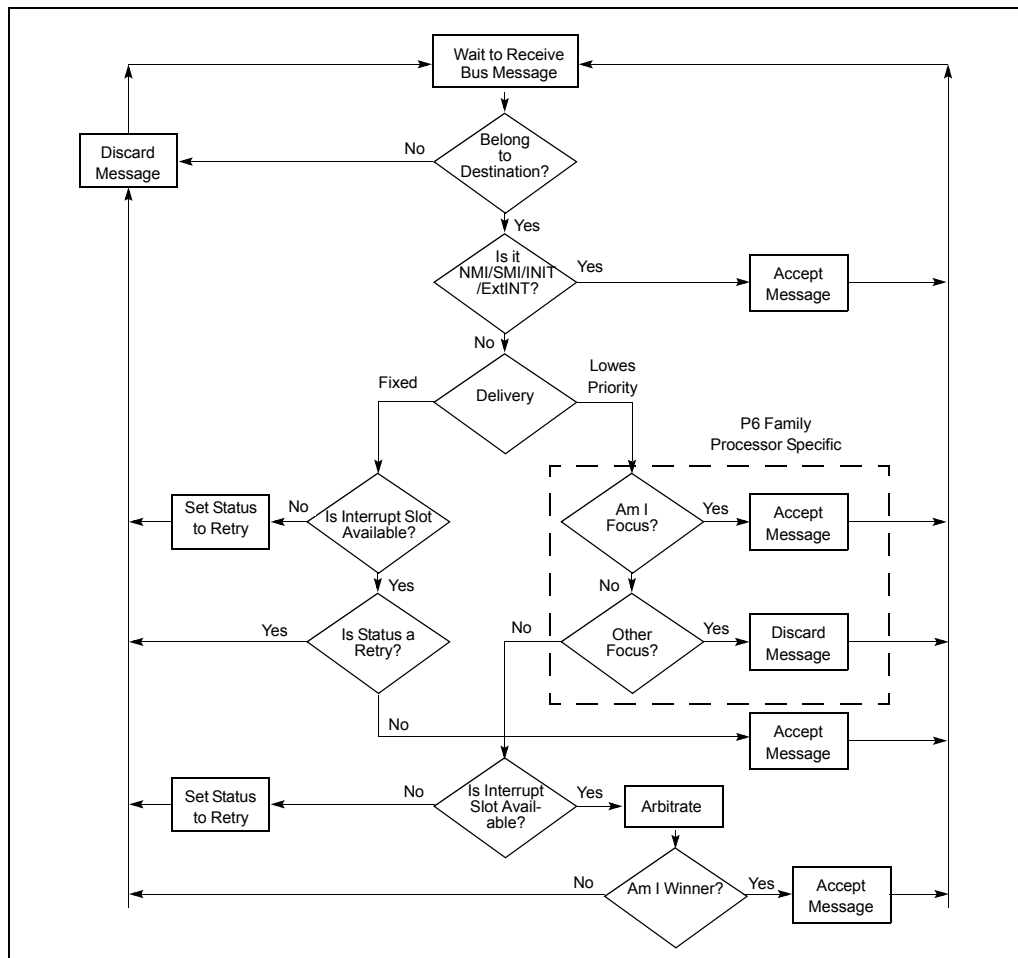 Wait to Receive
Bus Message
Belong
to
Destination?
No
Discard
Message
Yes
Is it
NMI/SMI/INIT
/ExtINT?
Yes
Accept
Message
No
Delivery
Fixed
Lowes
Priority
P6 Family
Processor Specific
Set Status
to Retry
No
Is Interrupt Slot
Available?
Am I
Focus?
Yes
Accept
Message
Yes
No
Yes
Is Status a
Retry?
No
Other
Focus?
Yes
Discard
Message
No
Accept
Message
Set Status
to Retry
No
Is Interrupt
Slot Avail-
able?
Yes
Arbitrate
No
Am I Winner?
Yes
Accept
Message